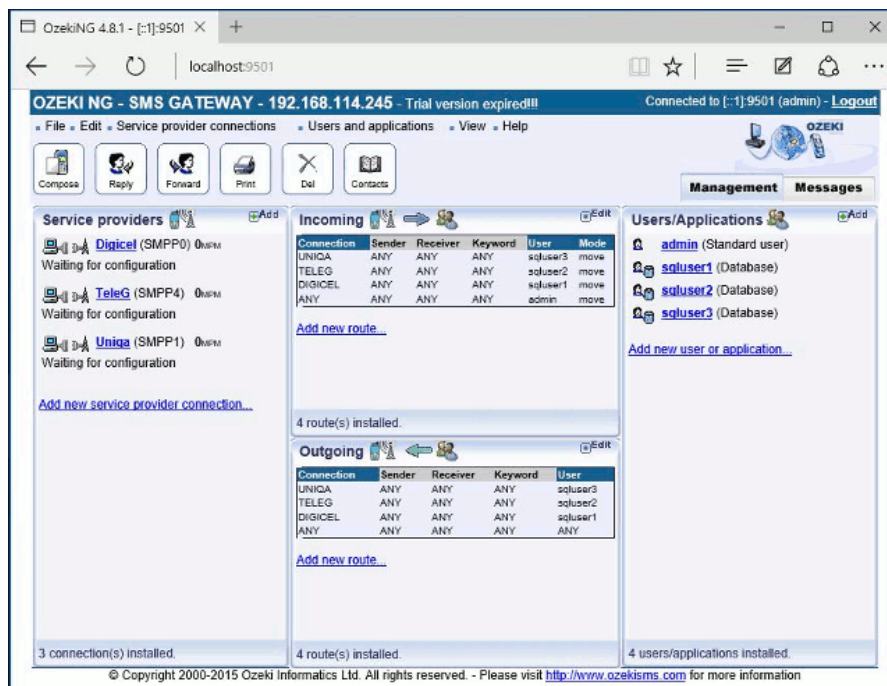 OzekiNG 4.8.1 - [::1]:9501
localhost:9501
OZEKI NG - SMS GATEWAY - 192.168.114.245 - Trial version expired!!!
Connected to [::1]:9501 (admin) - Logout
File Edit Service provider connections Users and applications View Help
OZEKI
Compose Reply Forward Print Del Contacts
Management Messages
Service providers Add
Digicel (SMPP0) 0MPM
Waiting for configuration
TeleG (SMPP4) 0MPM
Waiting for configuration
Uniqa (SMPP1) 0MPM
Waiting for configuration
Add new service provider connection...
3 connection(s) installed.
Incoming Edit
Connection Sender Receiver Keyword User Mode
UNIQA ANY ANY ANY sqluser3 move
TELEG ANY ANY ANY sqluser2 move
DIGICEL ANY ANY ANY sqluser1 move
ANY ANY ANY ANY admin move
Add new route...
4 route(s) installed.
Outgoing Edit
Connection Sender Receiver Keyword User
UNIQA ANY ANY ANY sqluser3
TELEG ANY ANY ANY sqluser2
DIGICEL ANY ANY ANY sqluser1
ANY ANY ANY ANY ANY
Add new route...
4 route(s) installed.
Users/Applications Add
admin (Standard user)
sqluser1 (Database)
sqluser2 (Database)
sqluser3 (Database)
Add new user or application...
4 users/applications installed.
© Copyright 2000-2015 Ozeki Informatics Ltd. All rights reserved. - Please visit http://www.ozekisms.com for more information